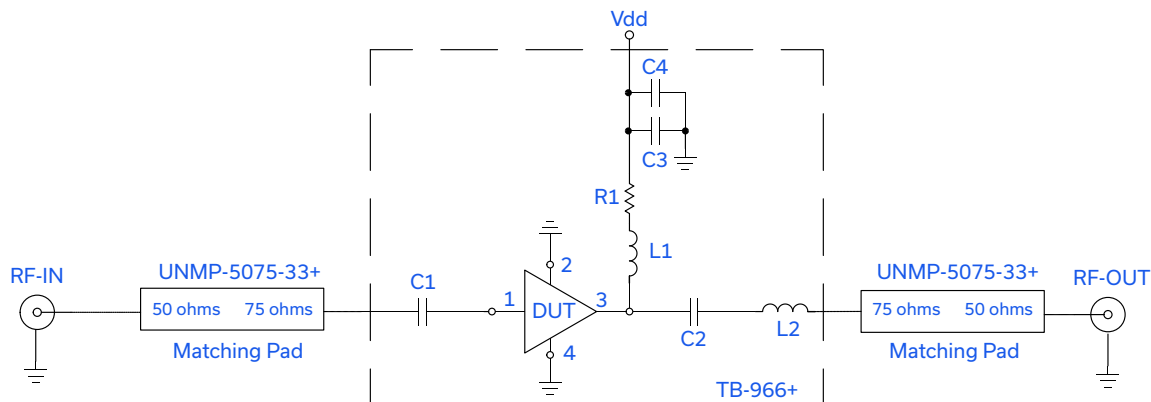 Vdd
C4
C3
R1
L1
UNMP-5075-33+
UNMP-5075-33+
RF-IN
RF-OUT
C1
2
50 ohms 75 ohms
1
DUT
3
75 ohms 50 ohms
C2
L2
Matching Pad
4
Matching Pad
TB-966+